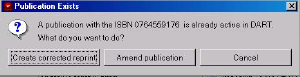 Publication Exists
A publication with the ISBN 0764559176 is already active in DART.
What do you want to do?
Create corrected reprint
Amend publication
Cancel